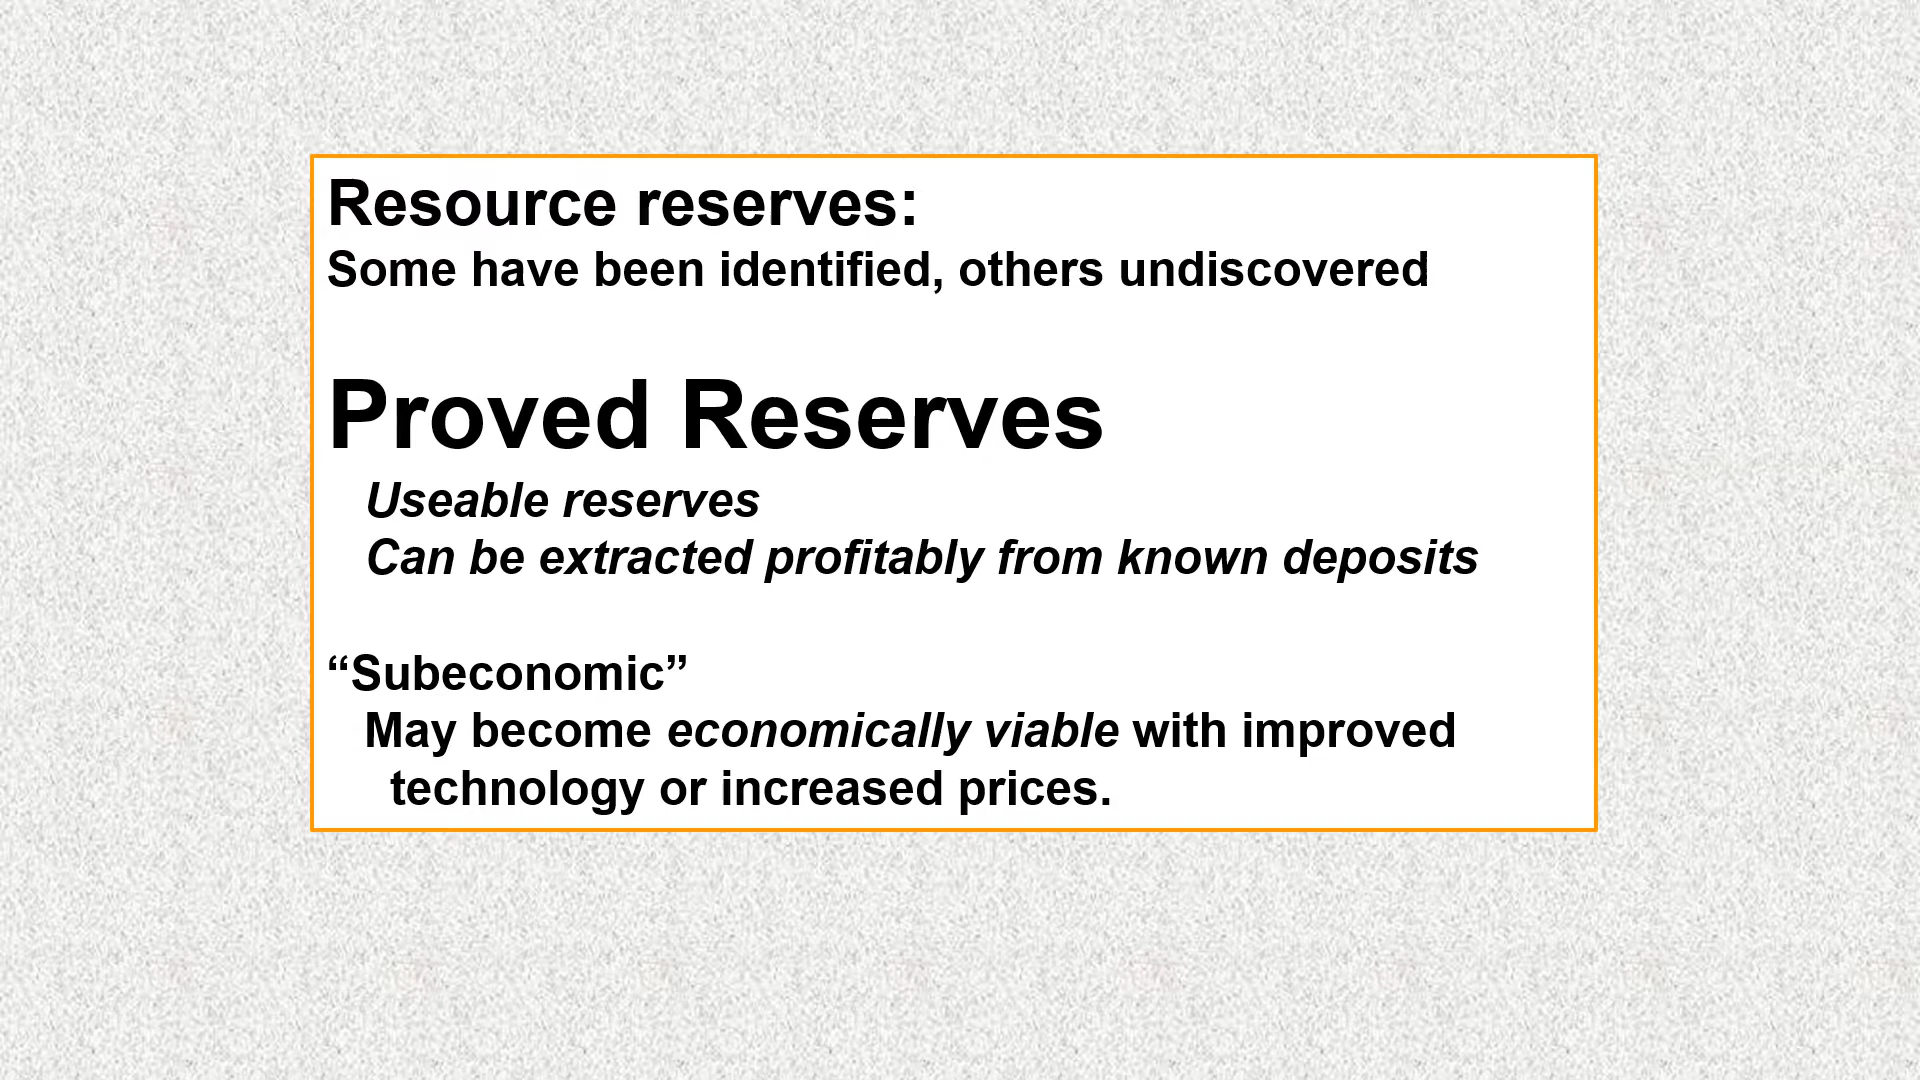 Resource reserves:
Some have been identified, others undiscovered
Proved Reserves
Useable reserves
Can be extracted profitably from known deposits
“Subeconomic”
May become economically viable with improved
technology or increased prices.